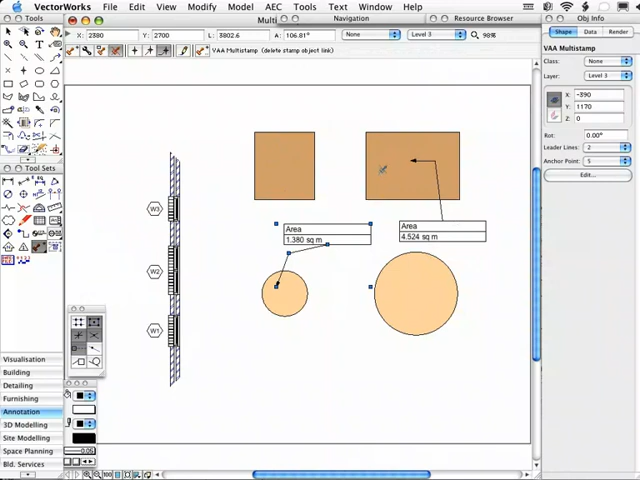 VectorWorks File Edit View Modify Model AEC Tools Text Window Help
Navigation
Resource Browser
Obj Info
X: 2380 Y: 2700 L: 3802.6 A: 106.81° None Level 3 98%
VAA Multistamp (delete stamp object link)
Shape Data Render
VAA Multistamp
Class: None
Layer: Level 3
X: -390
Y: 1170
Z: 0
Rot: 0.00°
Leader Lines: 2
Anchor Point: 5
Edit...
Tools
Tool Sets
W3
W2
W1
Area
1.380 sq m
Area
4.524 sq m
Visualisation
Building
Detailing
Furnishing
Annotation
3D Modelling
Site Modelling
Space Planning
Bld. Services
0.05